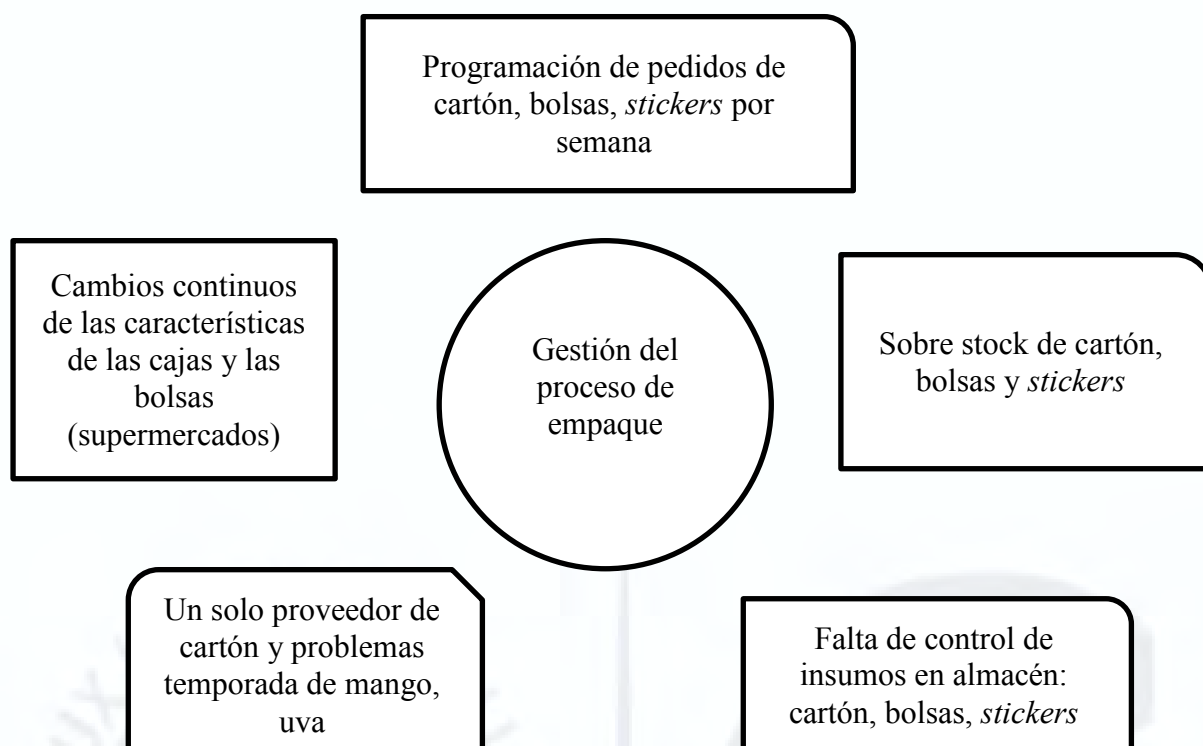 Programación de pedidos de
cartón, bolsas, stickers por
semana
Cambios continuos
de las características
de las cajas y las
bolsas
(supermercados)
Gestión del
proceso de
empaque
Sobre stock de cartón,
bolsas y stickers
Un solo proveedor de
cartón y problemas
temporada de mango,
uva
Falta de control de
insumos en almacén:
cartón, bolsas, stickers